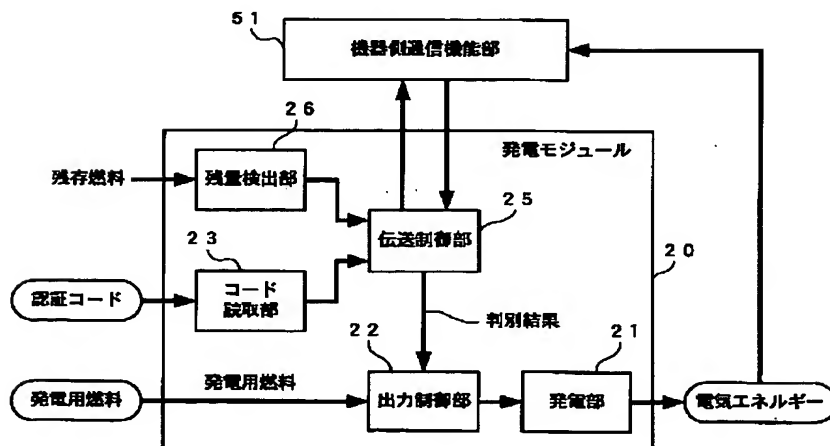 51
機器側通信機能部
26
発電モジュール
残存燃料
残量検出部
25
伝送制御部
23
20
認証コード
コード
読取部
判別結果
22
21
発電用燃料
発電用燃料
出力制御部
発電部
電気エネルギー